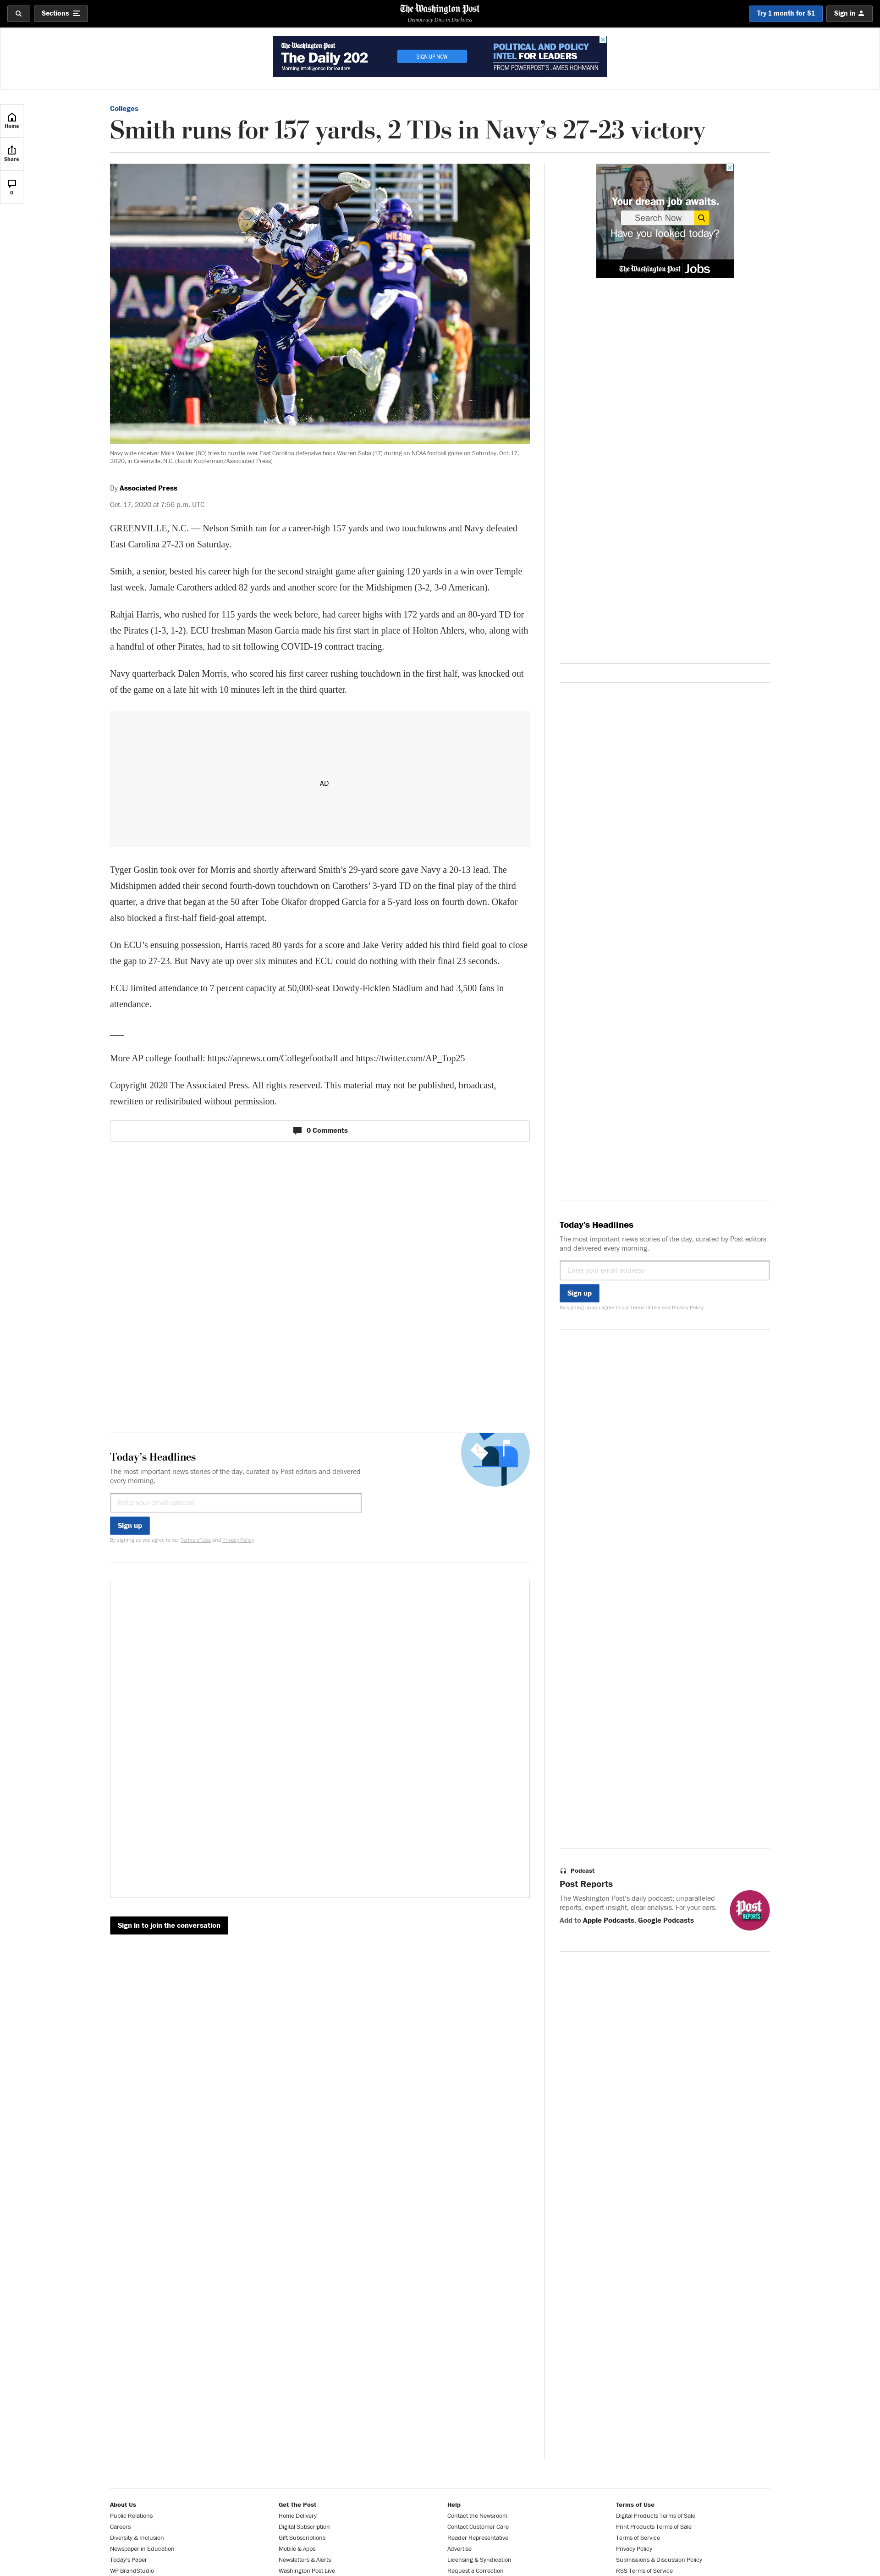 Sections
The Washington Post
Democracy Dies in Darkness
Try 1 month for $1
Sign in
The Washington Post
The Daily 202
Morning intelligence for leaders
SIGN UP NOW
POLITICAL AND POLICY
INTEL FOR LEADERS
FROM POWERPOST'S JAMES HOHMANN
Home
Share
0
Colleges
Smith runs for 157 yards, 2 TDs in Navy’s 27-23 victory
WILSON
35
17
ECU
80
Your dream job awaits.
Search Now
Have you looked today?
The Washington Post Jobs
Navy wide receiver Mark Walker (80) tries to hurdle over East Carolina defensive back Warren Saba (17) during an NCAA football game on Saturday, Oct. 17,
2020, in Greenville, N.C. (Jacob Kupferman/Associated Press)
By Associated Press
Oct. 17, 2020 at 7:56 p.m. UTC
GREENVILLE, N.C. — Nelson Smith ran for a career-high 157 yards and two touchdowns and Navy defeated
East Carolina 27-23 on Saturday.
Smith, a senior, bested his career high for the second straight game after gaining 120 yards in a win over Temple
last week. Jamale Carothers added 82 yards and another score for the Midshipmen (3-2, 3-0 American).
Rahjai Harris, who rushed for 115 yards the week before, had career highs with 172 yards and an 80-yard TD for
the Pirates (1-3, 1-2). ECU freshman Mason Garcia made his first start in place of Holton Ahlers, who, along with
a handful of other Pirates, had to sit following COVID-19 contract tracing.
Navy quarterback Dalen Morris, who scored his first career rushing touchdown in the first half, was knocked out
of the game on a late hit with 10 minutes left in the third quarter.
AD
Tyger Goslin took over for Morris and shortly afterward Smith’s 29-yard score gave Navy a 20-13 lead. The
Midshipmen added their second fourth-down touchdown on Carothers’ 3-yard TD on the final play of the third
quarter, a drive that began at the 50 after Tobe Okafor dropped Garcia for a 5-yard loss on fourth down. Okafor
also blocked a first-half field-goal attempt.
On ECU’s ensuing possession, Harris raced 80 yards for a score and Jake Verity added his third field goal to close
the gap to 27-23. But Navy ate up over six minutes and ECU could do nothing with their final 23 seconds.
ECU limited attendance to 7 percent capacity at 50,000-seat Dowdy-Ficklen Stadium and had 3,500 fans in
attendance.
___
More AP college football: https://apnews.com/Collegefootball and https://twitter.com/AP_Top25
Copyright 2020 The Associated Press. All rights reserved. This material may not be published, broadcast,
rewritten or redistributed without permission.
0 Comments
Today’s Headlines
The most important news stories of the day, curated by Post editors
and delivered every morning.
Enter your email address
Sign up
By signing up you agree to our Terms of Use and Privacy Policy
Today’s Headlines
The most important news stories of the day, curated by Post editors and delivered
every morning.
Enter your email address
Sign up
By signing up you agree to our Terms of Use and Privacy Policy
Podcast
Post Reports
The Washington Post's daily podcast: unparalleled
reports, expert insight, clear analysis. For your ears.
Add to Apple Podcasts, Google Podcasts
Post
REPORTS
Sign in to join the conversation
About Us
Public Relations
Careers
Diversity & Inclusion
Newspaper in Education
Today's Paper
WP BrandStudio
Get The Post
Home Delivery
Digital Subscription
Gift Subscriptions
Mobile & Apps
Newsletters & Alerts
Washington Post Live
Help
Contact the Newsroom
Contact Customer Care
Reader Representative
Advertise
Licensing & Syndication
Request a Correction
Terms of Use
Digital Products Terms of Sale
Print Products Terms of Sale
Terms of Service
Privacy Policy
Submissions & Discussion Policy
RSS Terms of Service